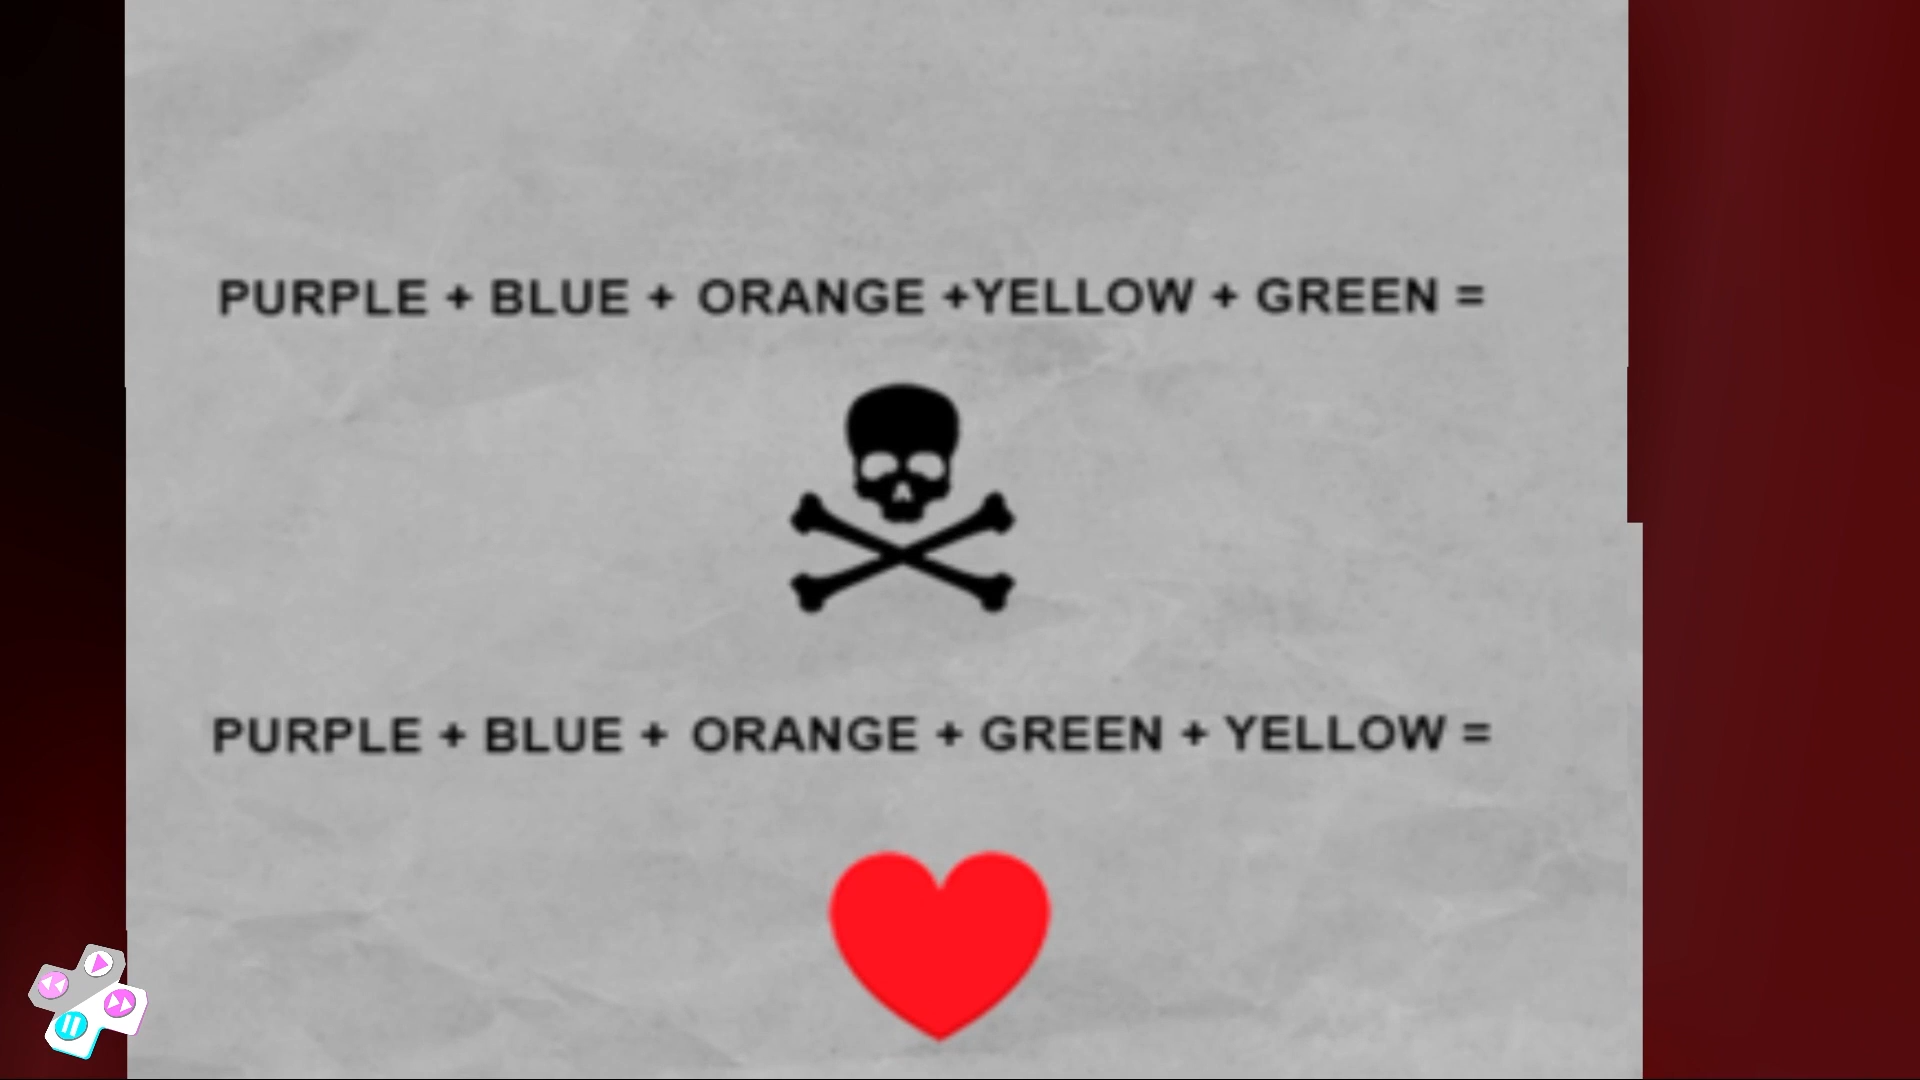 PURPLE + BLUE + ORANGE +YELLOW + GREEN =
PURPLE + BLUE + ORANGE + GREEN + YELLOW =